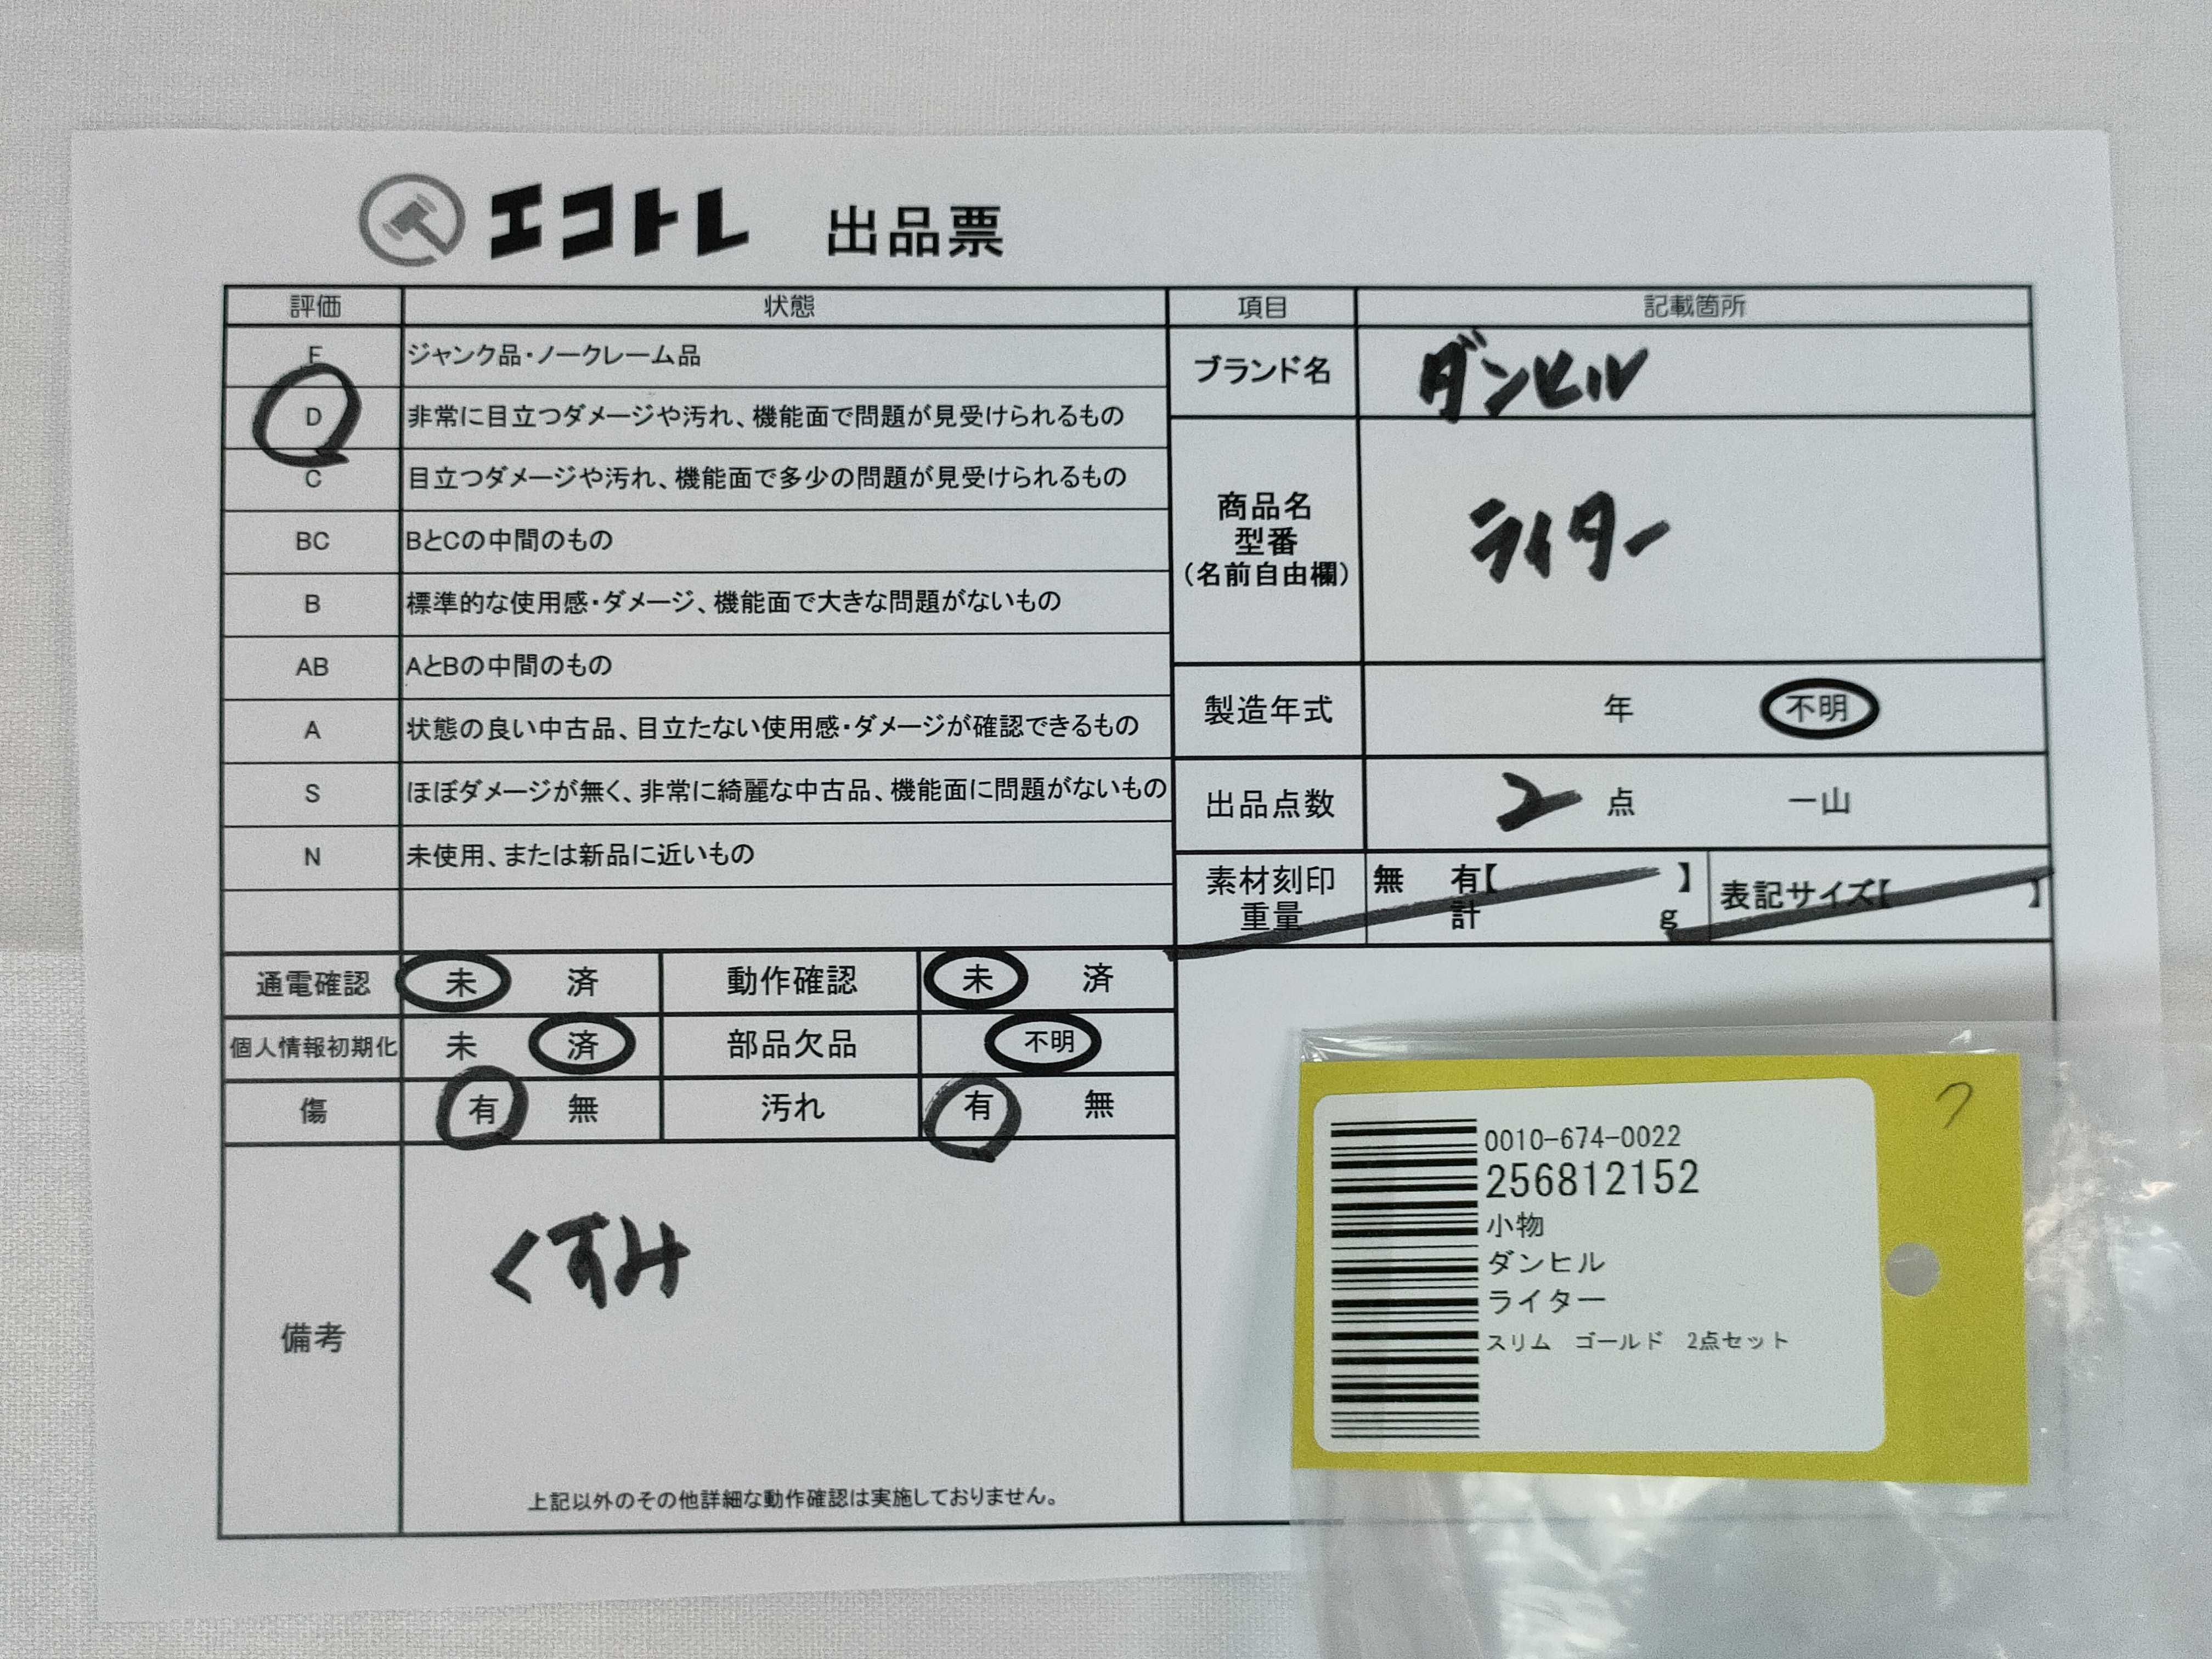 エコトレ 出品票
評価 状態 項目 記載箇所
F ジャンク品・ノークレーム品
D 非常に目立つダメージや汚れ、機能面で問題が見受けられるもの
C 目立つダメージや汚れ、機能面で多少の問題が見受けられるもの
BC BとCの中間のもの
B 標準的な使用感・ダメージ、機能面で大きな問題がないもの
AB AとBの中間のもの
A 状態の良い中古品、目立たない使用感・ダメージが確認できるもの
S ほぼダメージが無く、非常に綺麗な中古品、機能面に問題がないもの
N 未使用、または新品に近いもの
ブランド名 ダンヒル
商品名
型番
(名前自由欄)
ライター
製造年式 年 不明
出品点数 2 点 一山
素材刻印 無 有【 】 表記サイズ【 】
重量 計 g
通電確認 未 済 動作確認 未 済
個人情報初期化 未 済 部品欠品 不明
傷 有 無 汚れ 有 無
備考 くすみ
上記以外のその他詳細な動作確認は実施しておりません。
0010-674-0022
256812152
小物
ダンヒル
ライター
スリム ゴールド 2点セット